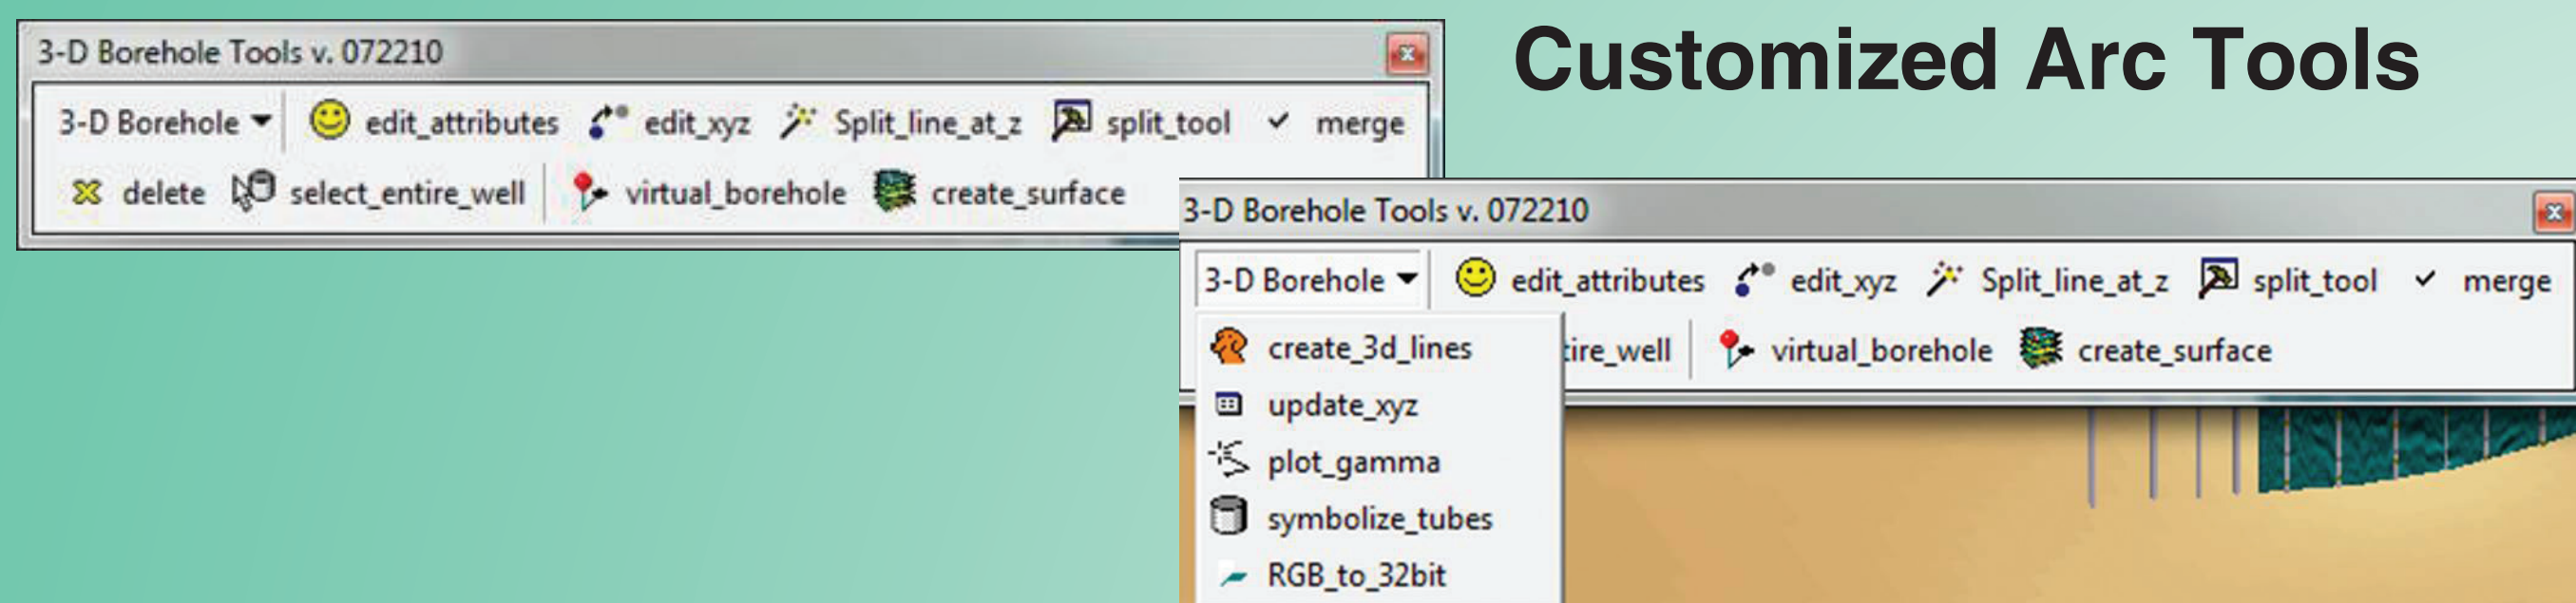 Customized Arc Tools
3-D Borehole Tools v. 072210
3-D Borehole edit_attributes edit_xyz Split_line_at_z split_tool merge
delete select_entire_well virtual_borehole create_surface
3-D Borehole Tools v. 072210
3-D Borehole edit_attributes edit_xyz Split_line_at_z split_tool merge
tire_well virtual_borehole create_surface
create_3d_lines
update_xyz
plot_gamma
symbolize_tubes
RGB_to_32bit